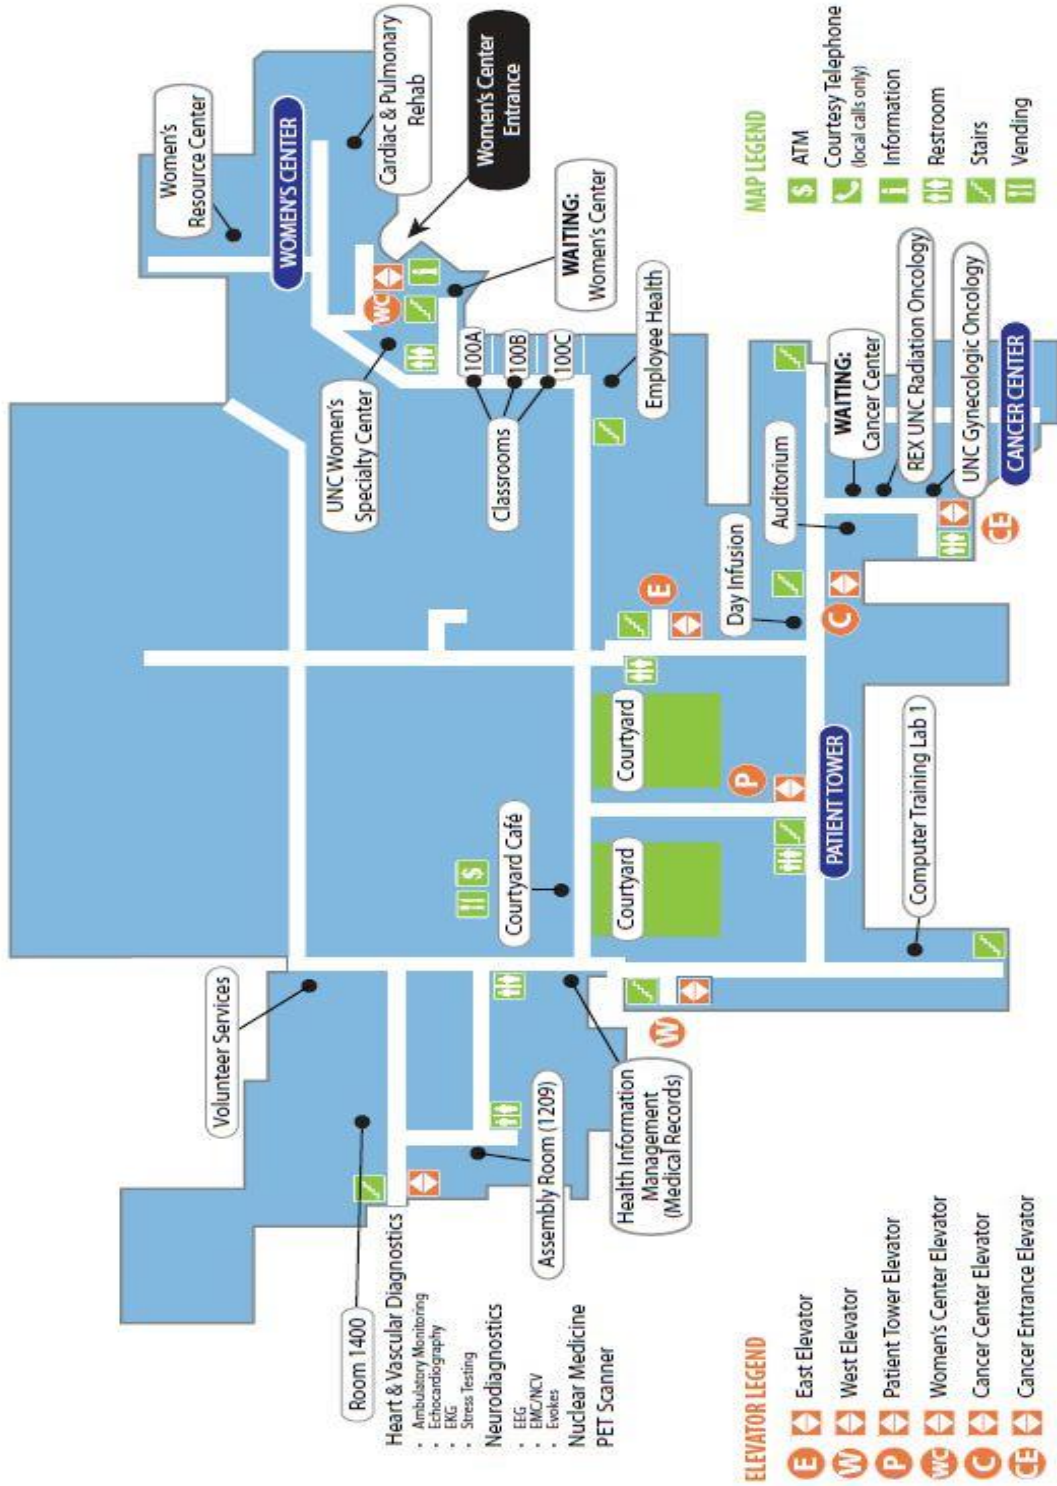 Women's
Resource Center
WOMEN'S CENTER
Cardiac & Pulmonary
Rehab
Women's Center
Entrance
WAITING:
Women's Center
WC
UNC Women's
Specialty Center
100A
100B
100C
Classrooms
Employee Health
Volunteer Services
Room 1400
Heart & Vascular Diagnostics
· Ambulatory Monitoring
· Echocardiography
· EKG
· Stress Testing
Neurodiagnostics
· EEG
· EMC/NCV
· Evokes
Nuclear Medicine
PET Scanner
Assembly Room (1209)
Health Information
Management
(Medical Records)
Courtyard Café
$
Courtyard
Courtyard
W
P
E
C
CE
Day Infusion
Auditorium
WAITING:
Cancer Center
REX UNC Radiation Oncology
UNC Gynecologic Oncology
CANCER CENTER
PATIENT TOWER
Computer Training Lab 1
ELEVATOR LEGEND
E East Elevator
W West Elevator
P Patient Tower Elevator
WC Women's Center Elevator
C Cancer Center Elevator
CE Cancer Entrance Elevator
MAP LEGEND
$ ATM
Courtesy Telephone
(local calls only)
i Information
Restroom
Stairs
Vending